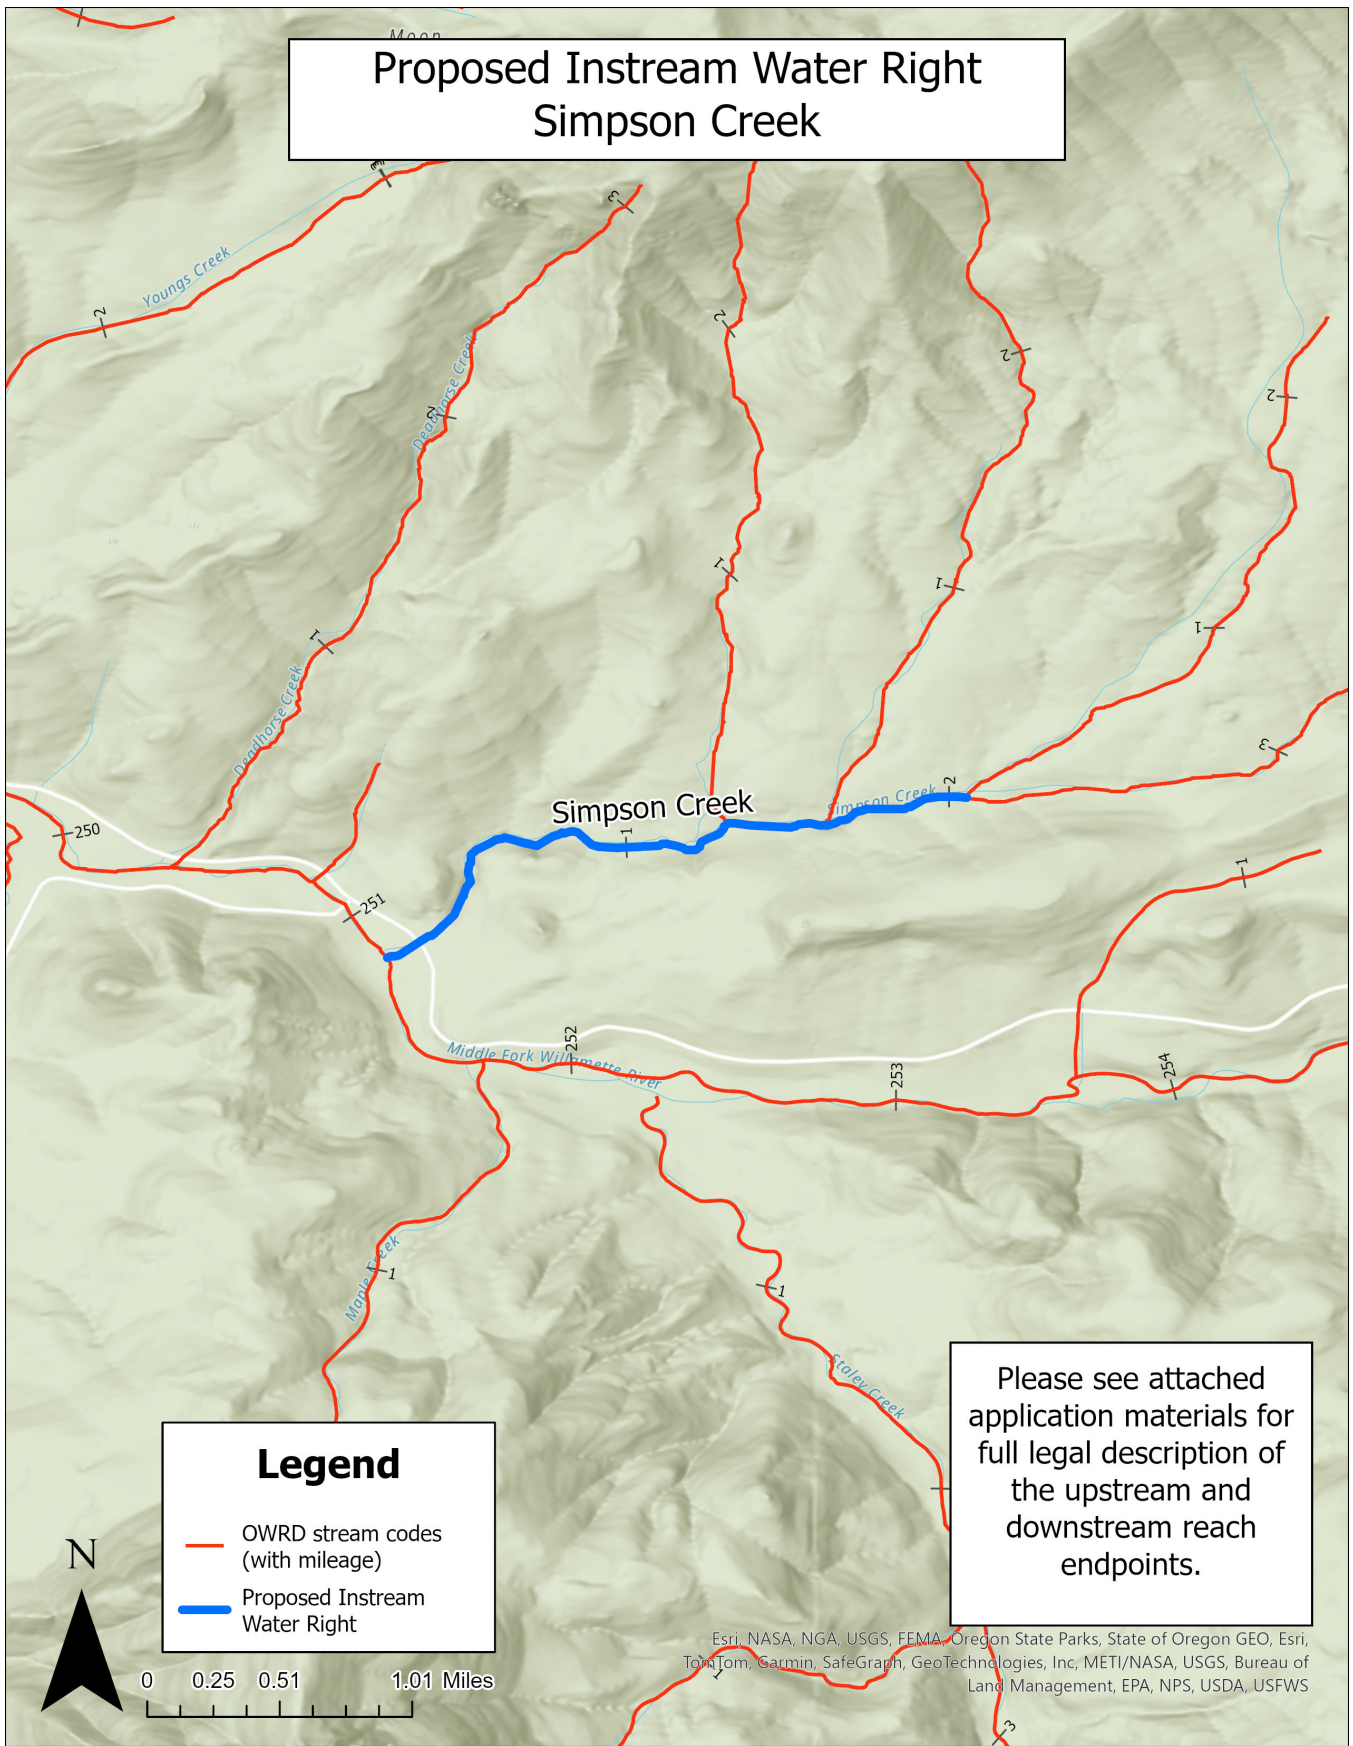 Moon
Proposed Instream Water Right
Simpson Creek
3
3
Youngs Creek
2
2
2
2
2
Deadhorse Creek
1
1
1
1
Deadhorse Creek
3
2
Simpson Creek
Simpson Creek
250
1
1
251
252
Middle Fork Willamette River
253
254
Maple Creek
1
1
Staley Creek
Please see attached
application materials for
full legal description of
the upstream and
downstream reach
endpoints.
Legend
OWRD stream codes
(with mileage)
Proposed Instream
Water Right
N
0 0.25 0.51 1.01 Miles
Esri, NASA, NGA, USGS, FEMA, Oregon State Parks, State of Oregon GEO, Esri,
TomTom, Garmin, SafeGraph, GeoTechnologies, Inc, METI/NASA, USGS, Bureau of
Land Management, EPA, NPS, USDA, USFWS
1
3